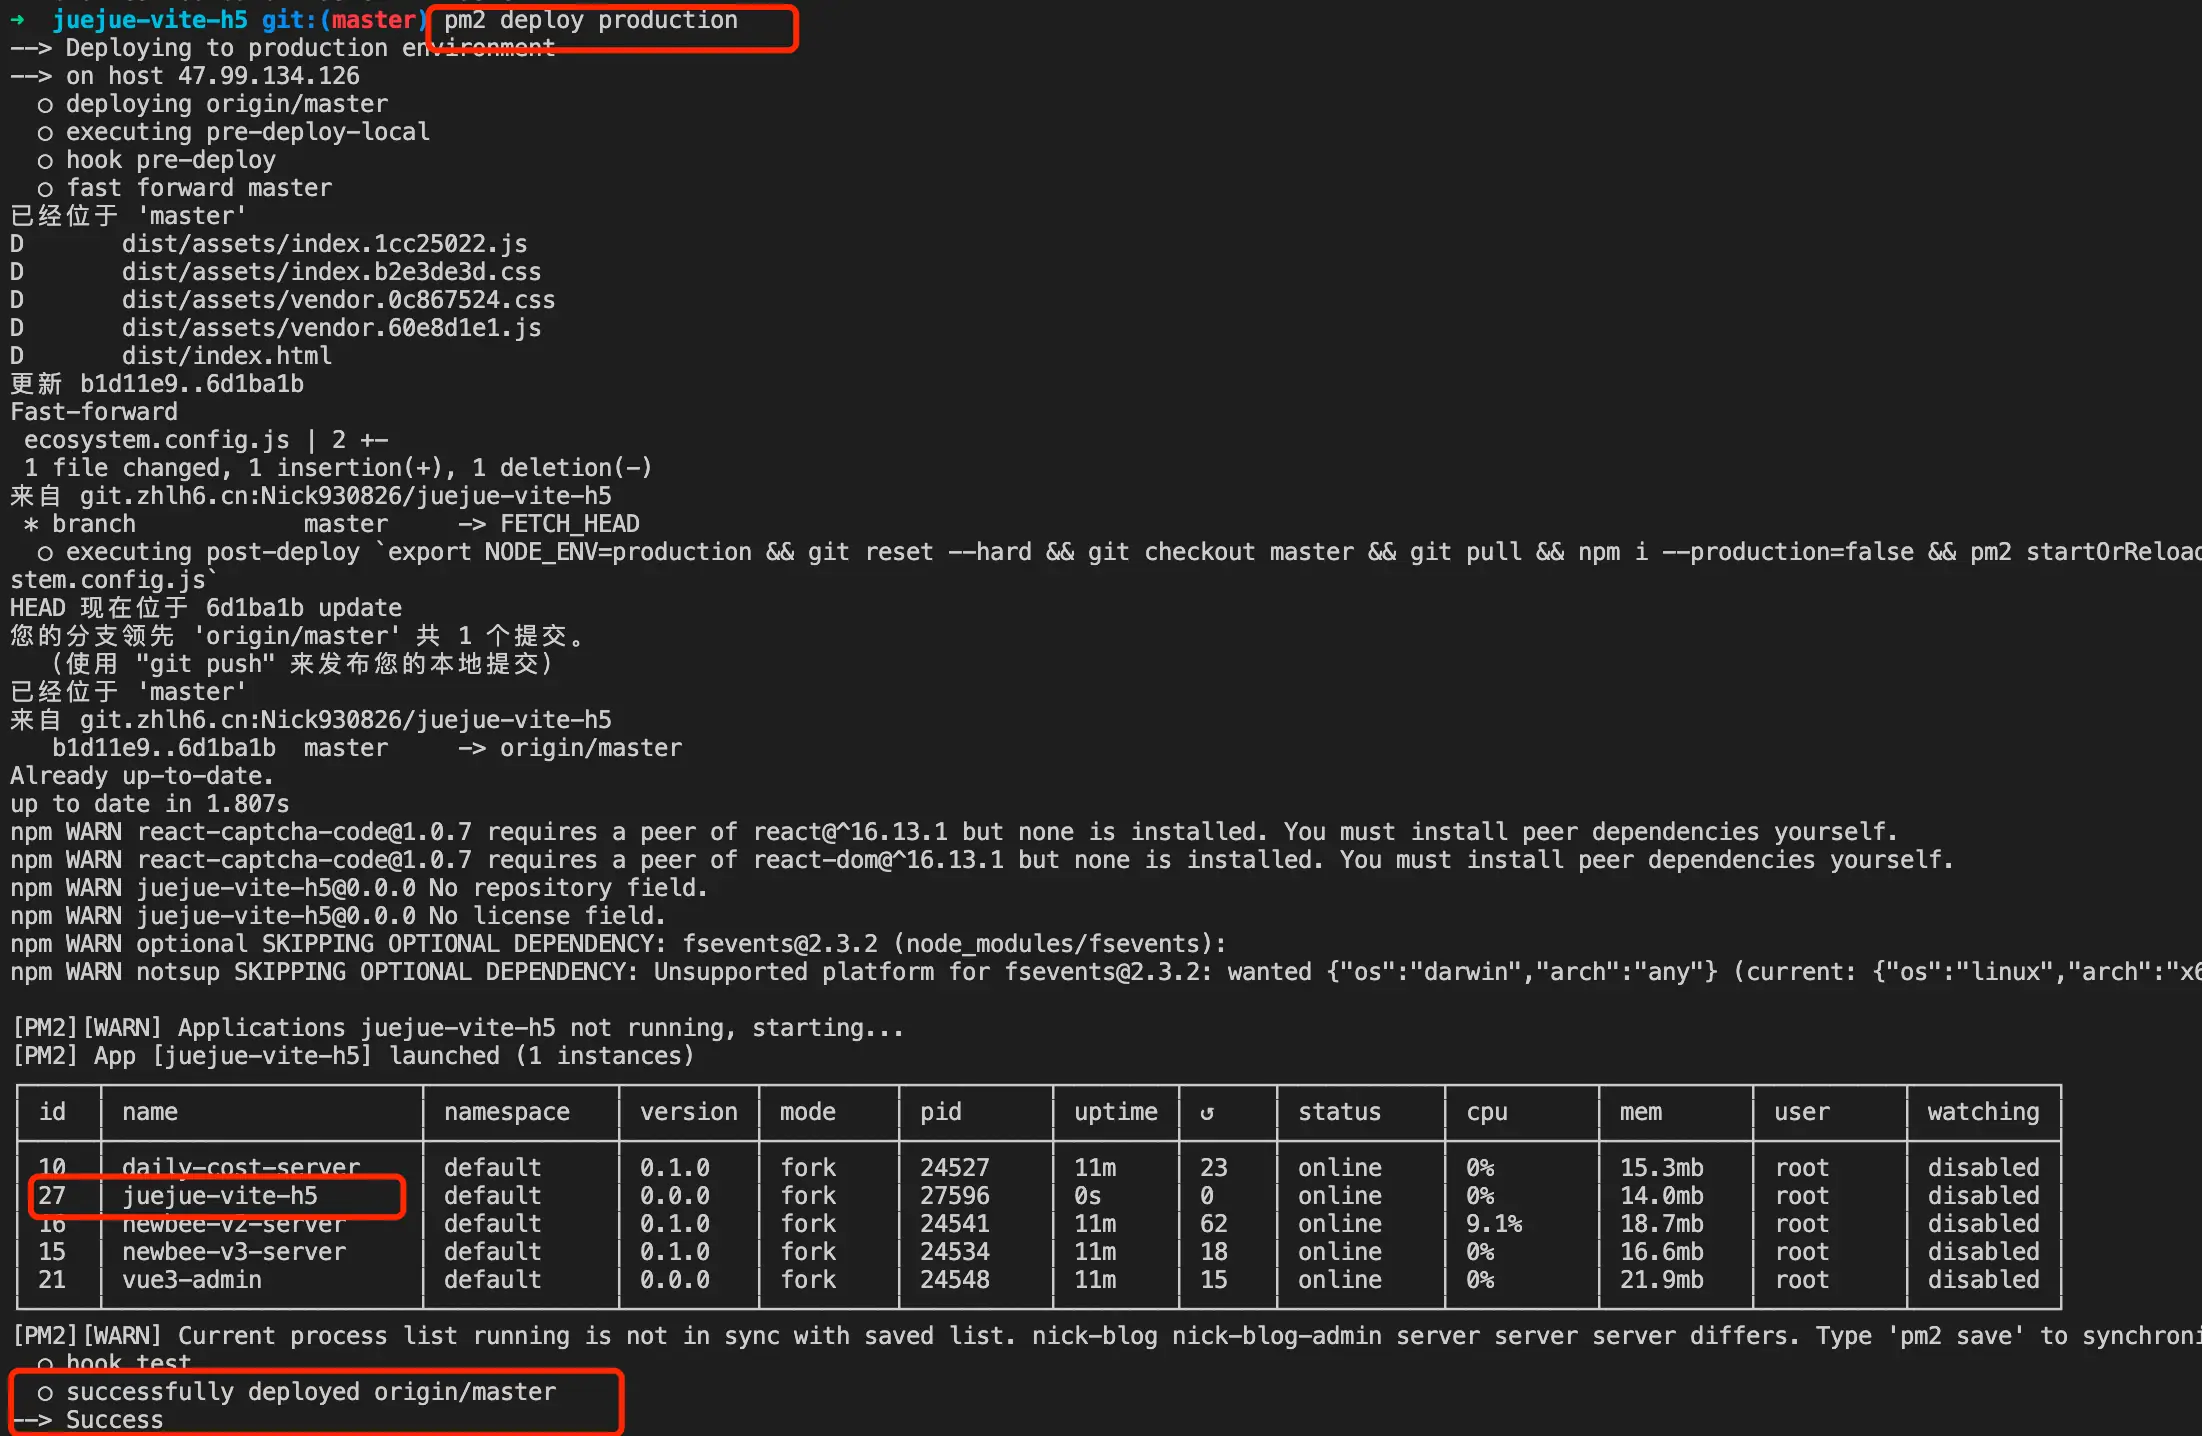 ➜  juejue-vite-h5 git:(master) pm2 deploy production
--> Deploying to production environment
--> on host 47.99.134.126
  ○ deploying origin/master
  ○ executing pre-deploy-local
  ○ hook pre-deploy
  ○ fast forward master
已经位于 'master'
D       dist/assets/index.1cc25022.js
D       dist/assets/index.b2e3de3d.css
D       dist/assets/vendor.0c867524.css
D       dist/assets/vendor.60e8d1e1.js
D       dist/index.html
更新 b1d11e9..6d1ba1b
Fast-forward
 ecosystem.config.js | 2 +-
 1 file changed, 1 insertion(+), 1 deletion(-)
来自 git.zhlh6.cn:Nick930826/juejue-vite-h5
 * branch            master     -> FETCH_HEAD
  ○ executing post-deploy `export NODE_ENV=production && git reset --hard && git checkout master && git pull && npm i --production=false && pm2 startOrReload
stem.config.js`
HEAD 现在位于 6d1ba1b update
您的分支领先 'origin/master' 共 1 个提交。
  （使用 "git push" 来发布您的本地提交）
已经位于 'master'
来自 git.zhlh6.cn:Nick930826/juejue-vite-h5
   b1d11e9..6d1ba1b  master     -> origin/master
Already up-to-date.
up to date in 1.807s
npm WARN react-captcha-code@1.0.7 requires a peer of react@^16.13.1 but none is installed. You must install peer dependencies yourself.
npm WARN react-captcha-code@1.0.7 requires a peer of react-dom@^16.13.1 but none is installed. You must install peer dependencies yourself.
npm WARN juejue-vite-h5@0.0.0 No repository field.
npm WARN juejue-vite-h5@0.0.0 No license field.
npm WARN optional SKIPPING OPTIONAL DEPENDENCY: fsevents@2.3.2 (node_modules/fsevents):
npm WARN notsup SKIPPING OPTIONAL DEPENDENCY: Unsupported platform for fsevents@2.3.2: wanted {"os":"darwin","arch":"any"} (current: {"os":"linux","arch":"x6
[PM2][WARN] Applications juejue-vite-h5 not running, starting...
[PM2] App [juejue-vite-h5] launched (1 instances)
│ id │ name │ namespace │ version │ mode │ pid │ uptime │ ↺ │ status │ cpu │ mem │ user │ watching │
│ 10 │ daily-cost-server │ default │ 0.1.0 │ fork │ 24527 │ 11m │ 23 │ online │ 0% │ 15.3mb │ root │ disabled │
│ 27 │ juejue-vite-h5 │ default │ 0.0.0 │ fork │ 27596 │ 0s │ 0 │ online │ 0% │ 14.0mb │ root │ disabled │
│ 16 │ newbee-v2-server │ default │ 0.1.0 │ fork │ 24541 │ 11m │ 62 │ online │ 9.1% │ 18.7mb │ root │ disabled │
│ 15 │ newbee-v3-server │ default │ 0.1.0 │ fork │ 24534 │ 11m │ 18 │ online │ 0% │ 16.6mb │ root │ disabled │
│ 21 │ vue3-admin │ default │ 0.0.0 │ fork │ 24548 │ 11m │ 15 │ online │ 0% │ 21.9mb │ root │ disabled │
[PM2][WARN] Current process list running is not in sync with saved list. nick-blog nick-blog-admin server server server differs. Type 'pm2 save' to synchroni
  ○ hook test
  ○ successfully deployed origin/master
--> Success